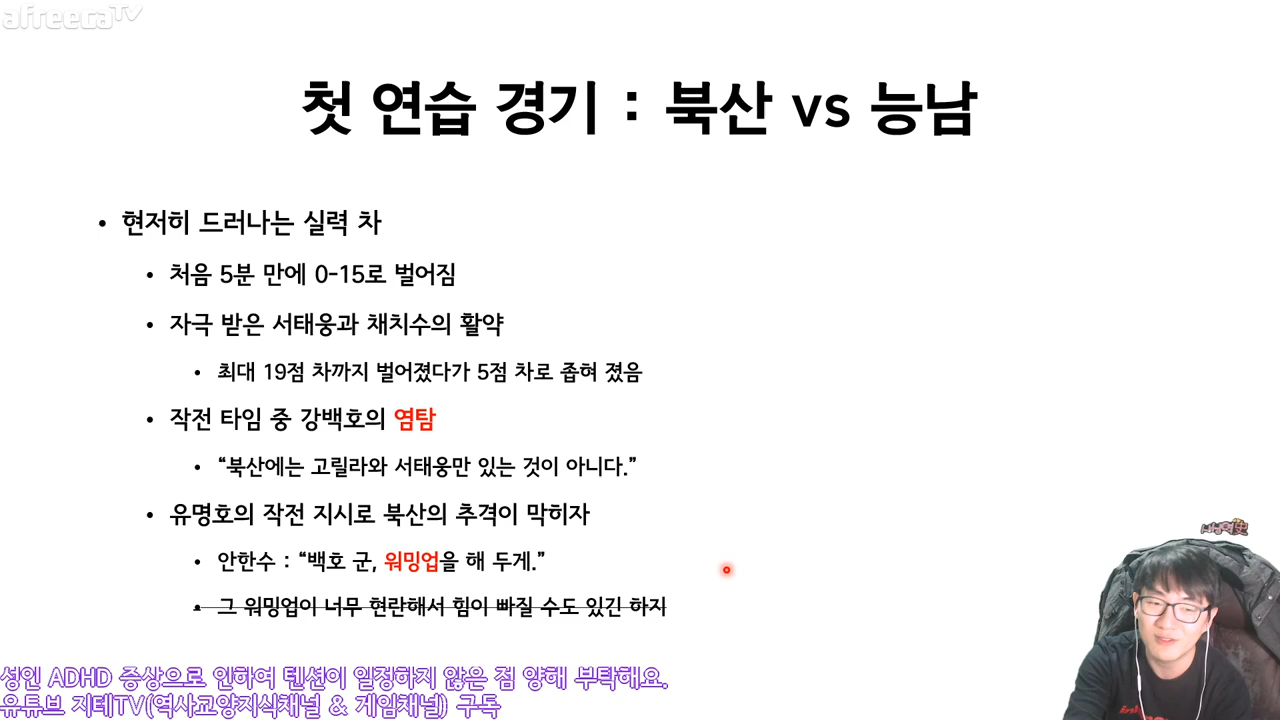 afreecaTV
첫 연습 경기 : 북산 vs 능남
• 현저히 드러나는 실력 차
• 처음 5분 만에 0-15로 벌어짐
• 자극 받은 서태웅과 채치수의 활약
• 최대 19점 차까지 벌어졌다가 5점 차로 좁혀 졌음
• 작전 타임 중 강백호의 염탐
• “북산에는 고릴라와 서태웅만 있는 것이 아니다.”
• 유명호의 작전 지시로 북산의 추격이 막히자
• 안한수 : “백호 군, 워밍업을 해 두게.”
• 그 워밍업이 너무 현란해서 힘이 빠질 수도 있긴 하지
성인 ADHD 증상으로 인하여 텐션이 일정하지 않은 점 양해 부탁해요.
유튜브 지테TV(역사교양지식채널 & 게임채널) 구독